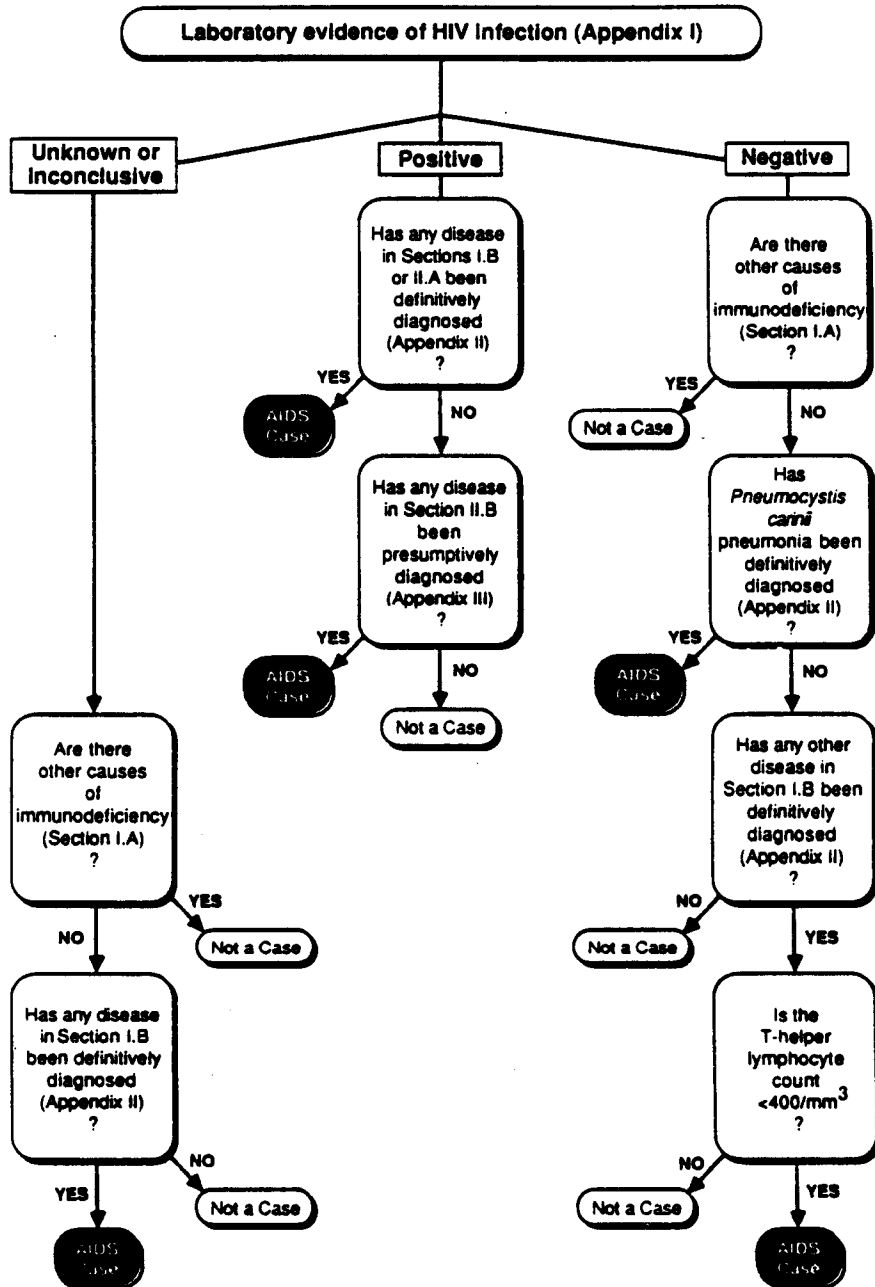 Laboratory evidence of HIV Infection (Appendix I)
Unknown or
Inconclusive
Positive
Negative
Has any disease
in Sections I.B
or II.A been
definitively
diagnosed
(Appendix II)
?
YES
AIDS
Case
NO
Has any disease
in Section II.B
been
presumptively
diagnosed
(Appendix III)
?
YES
AIDS
Case
NO
Not a Case
Are there
other causes
of
immunodeficiency
(Section I.A)
?
YES
Not a Case
NO
Has
Pneumocystis
carinii
pneumonia been
definitively
diagnosed
(Appendix II)
?
YES
AIDS
Case
NO
Has any other
disease in
Section I.B been
definitively
diagnosed
(Appendix II)
?
NO
Not a Case
YES
Is the
T-helper
lymphocyte
count
<400/mm3
?
NO
Not a Case
YES
AIDS
Case
Are there
other causes
of
immunodeficiency
(Section I.A)
?
YES
Not a Case
NO
Has any disease
in Section I.B
been definitively
diagnosed
(Appendix II)
?
NO
Not a Case
YES
AIDS
Case